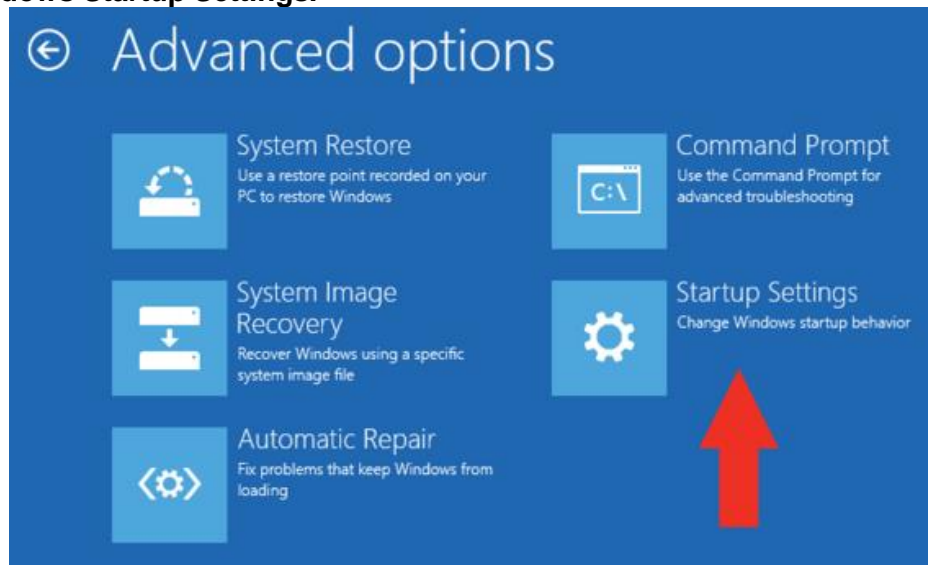 Startup Settings.
Advanced options
System Restore
Use a restore point recorded on your
PC to restore Windows
Command Prompt
Use the Command Prompt for
advanced troubleshooting
C:\
System Image
Recovery
Recover Windows using a specific
system image file
Startup Settings
Change Windows startup behavior
Automatic Repair
Fix problems that keep Windows from
loading